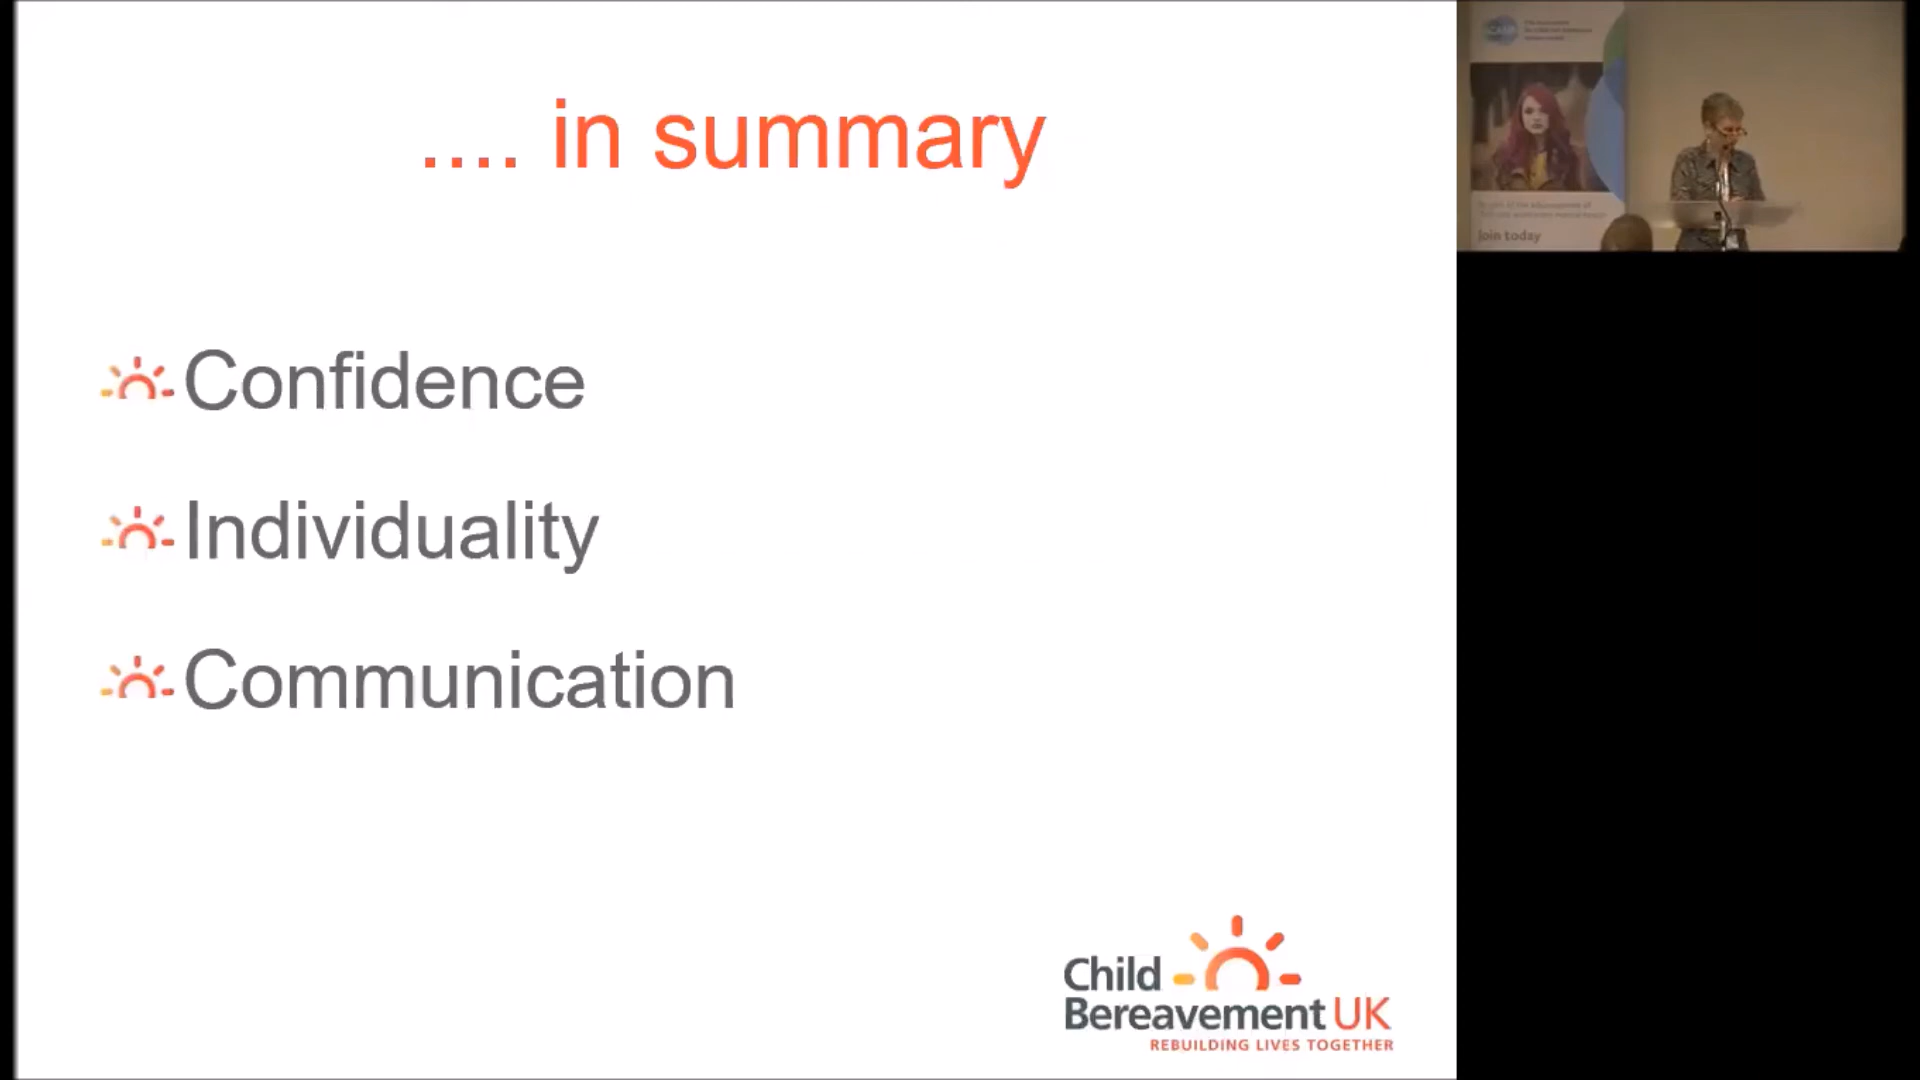 .... in summary
Confidence
Individuality
Communication
Child
Bereavement UK
REBUILDING LIVES TOGETHER
Join today